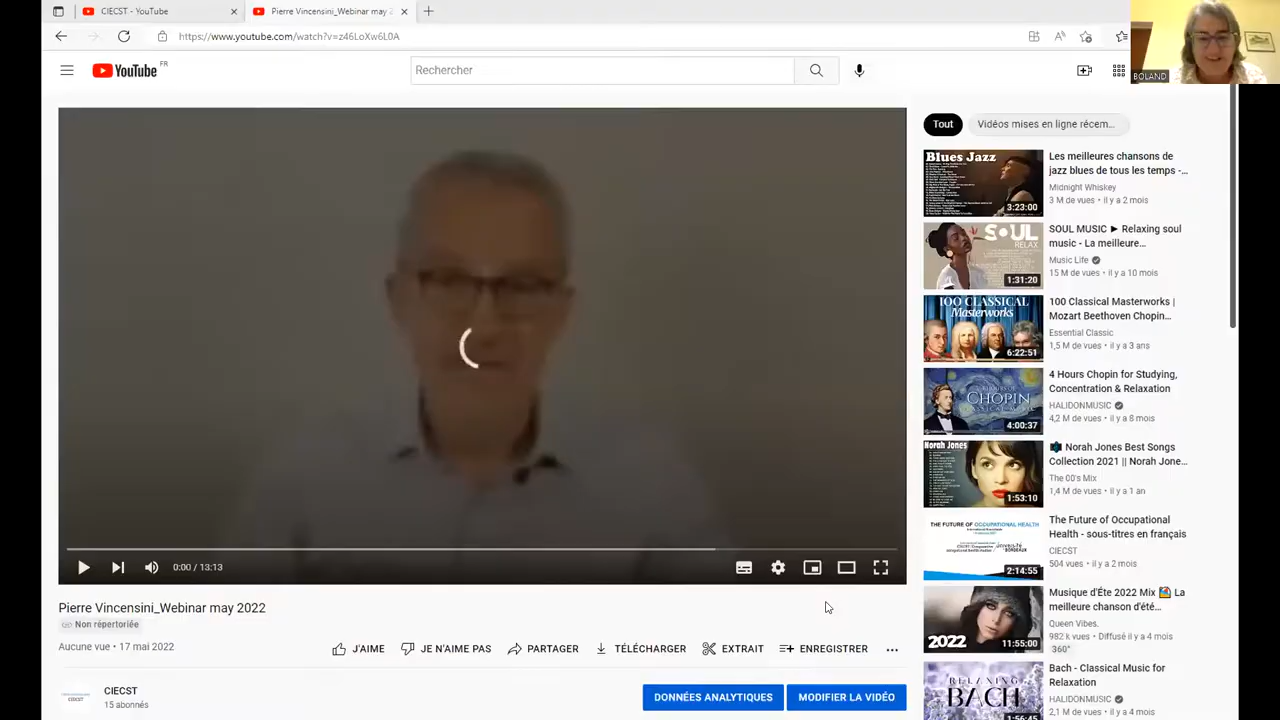 CIECST - YouTube
Pierre Vincensini_Webinar may 2
https://www.youtube.com/watch?v=z46LoXw6L0A
BOLAND
YouTube FR
Rechercher
Tout
Vidéos mises en ligne récem...
Blues Jazz
3:23:00
Les meilleures chansons de
jazz blues de tous les temps -...
Midnight Whiskey
3 M de vues • il y a 2 mois
SOUL
RELAX
1:31:20
SOUL MUSIC ► Relaxing soul
music - La meilleure...
Music Life
15 M de vues • il y a 10 mois
100 CLASSICAL
Masterworks
6:22:51
100 Classical Masterworks |
Mozart Beethoven Chopin...
Essential Classic
1,5 M de vues • il y a 3 ans
CHOPIN
4:00:37
4 Hours Chopin for Studying,
Concentration & Relaxation
HALIDONMUSIC
4,2 M de vues • il y a 8 mois
Norah Jones
1:53:10
Norah Jones Best Songs
Collection 2021 || Norah Jone...
The 00's Mix
1,4 M de vues • il y a 1 an
THE FUTURE OF OCCUPATIONAL HEALTH
2:14:55
The Future of Occupational
Health - sous-titres en français
CIECST
504 vues • il y a 2 mois
2022
11:55:00
Musique d'Éte 2022 Mix 🎬 La
meilleure chanson d'été...
Queen Vibes.
982 k vues • Diffusé il y a 4 mois
360°
RELAXING
BACH
1:56:45
Bach - Classical Music for
Relaxation
HALIDONMUSIC
2,1 M de vues • il y a 4 mois
0:00 / 13:13
Pierre Vincensini_Webinar may 2022
Non répertoriée
Aucune vue • 17 mai 2022
J'AIME
JE N'AIME PAS
PARTAGER
TÉLÉCHARGER
EXTRAIT
ENREGISTRER
CIECST
15 abonnés
DONNÉES ANALYTIQUES
MODIFIER LA VIDÉO